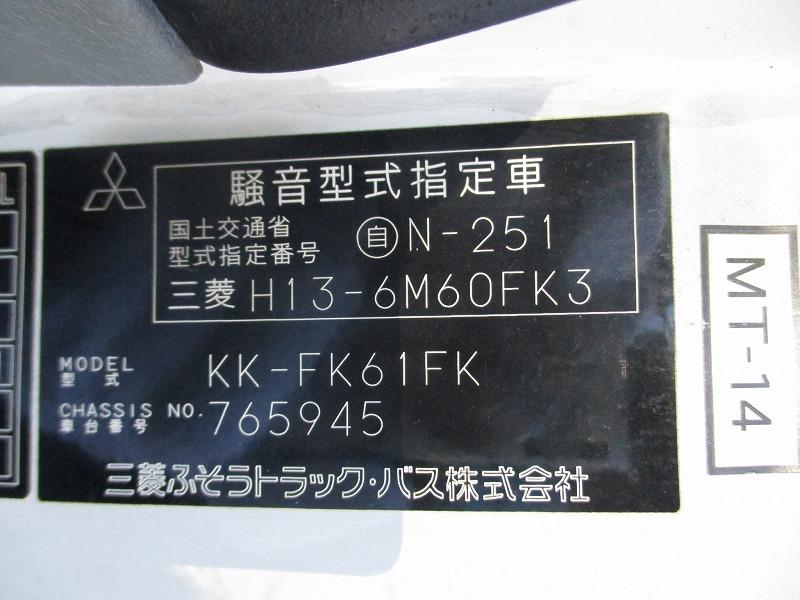 L
騒音型式指定車
国土交通省
型式指定番号 自N-251
三菱 H13-6M60FK3
MODEL
型式 KK-FK61FK
CHASSIS NO.
車台番号 765945
三菱ふそうトラック・バス株式会社
MT-14